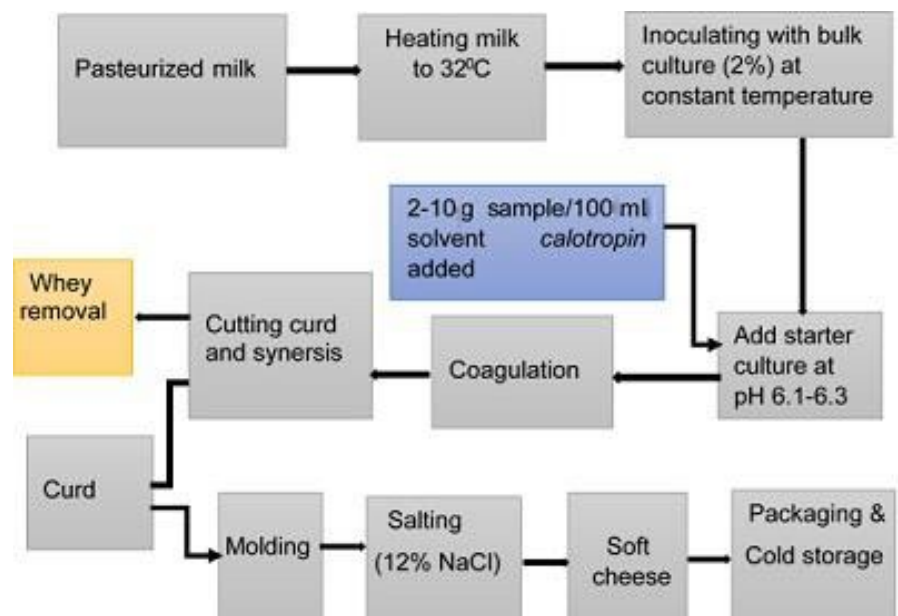 Pasteurized milk
Heating milk
to 32⁰C
Inoculating with bulk
culture (2%) at
constant temperature
2-10 g sample/100 ml
solvent calotropin
added
Whey
removal
Cutting curd
and synersis
Coagulation
Add starter
culture at
pH 6.1-6.3
Curd
Molding
Salting
(12% NaCl)
Soft
cheese
Packaging &
Cold storage